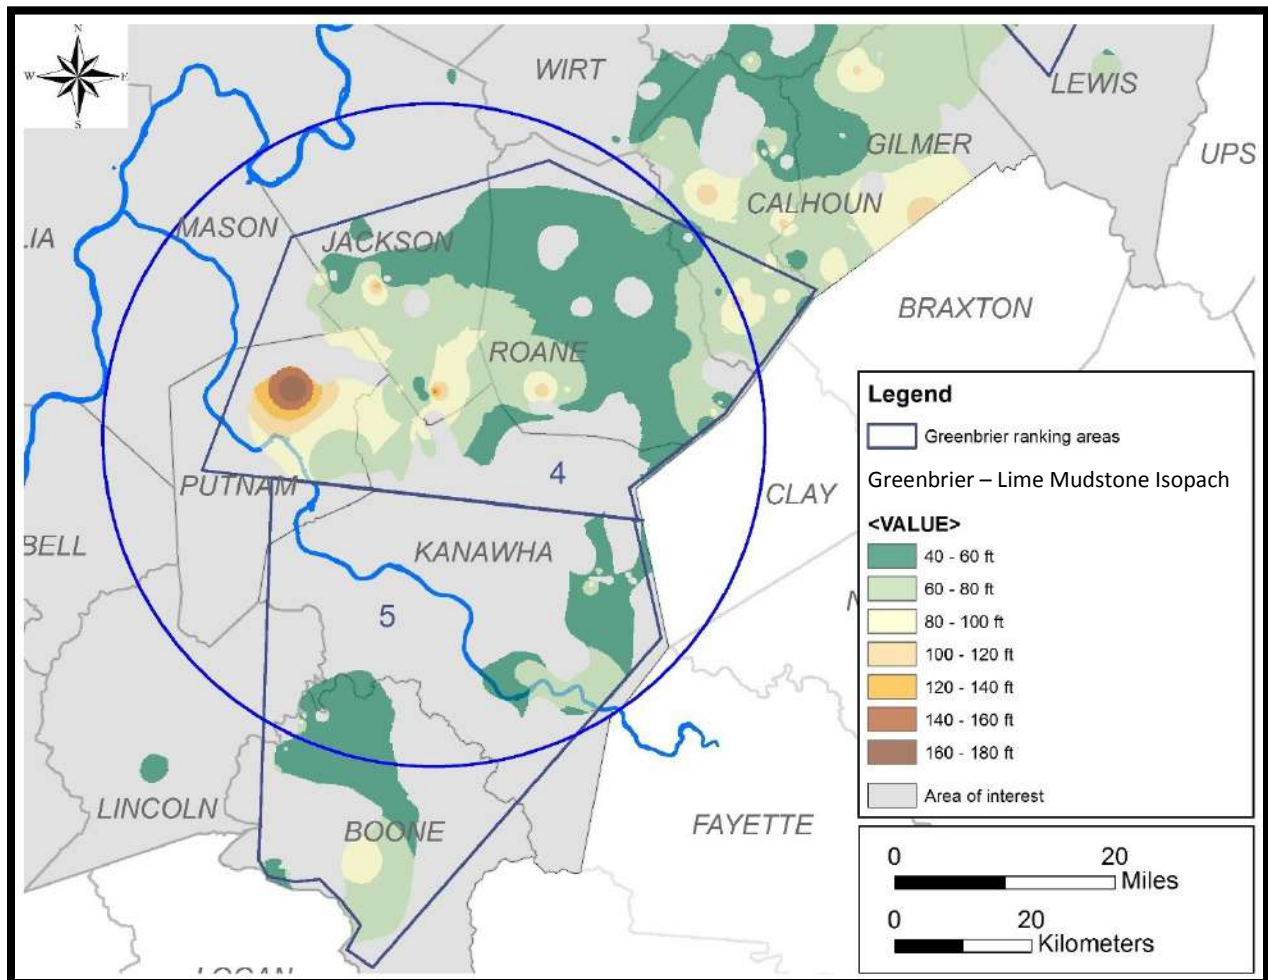 N
W E
S
WIRT
LEWIS
GILMER
UPS
CALHOUN
MASON
LIA
JACKSON
BRAXTON
ROANE
4
CLAY
PUTNAM
BELL
KANAWHA
N
5
LINCOLN
BOONE
FAYETTE
LOGAN
Legend
Greenbrier ranking areas
Greenbrier – Lime Mudstone Isopach
<VALUE>
40 - 60 ft
60 - 80 ft
80 - 100 ft
100 - 120 ft
120 - 140 ft
140 - 160 ft
160 - 180 ft
Area of interest
0 20
Miles
0 20
Kilometers